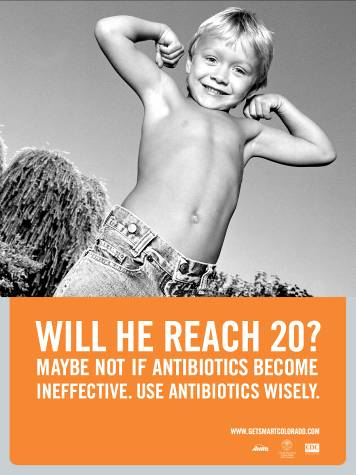 WILL HE REACH 20?
MAYBE NOT IF ANTIBIOTICS BECOME
INEFFECTIVE. USE ANTIBIOTICS WISELY.
WWW.GETSMARTCOLORADO.COM
CDC